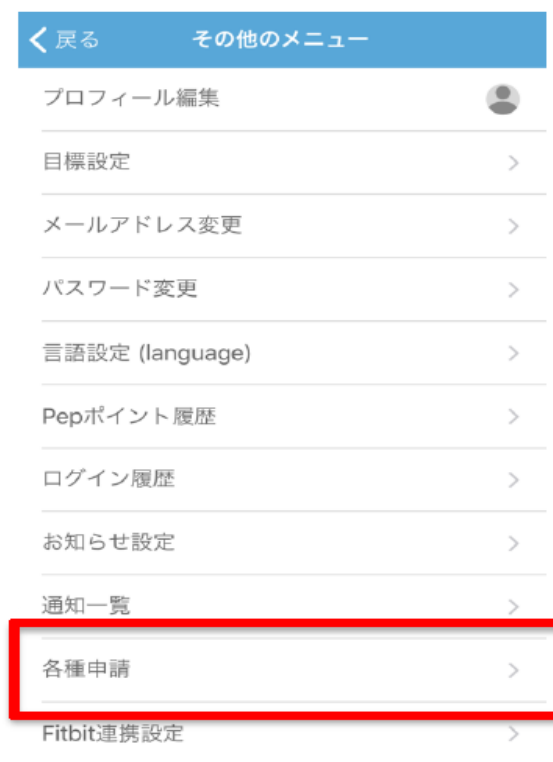 戻る その他のメニュー
プロフィール編集
目標設定
メールアドレス変更
パスワード変更
言語設定 (language)
Pepポイント履歴
ログイン履歴
お知らせ設定
通知一覧
各種申請
Fitbit連携設定